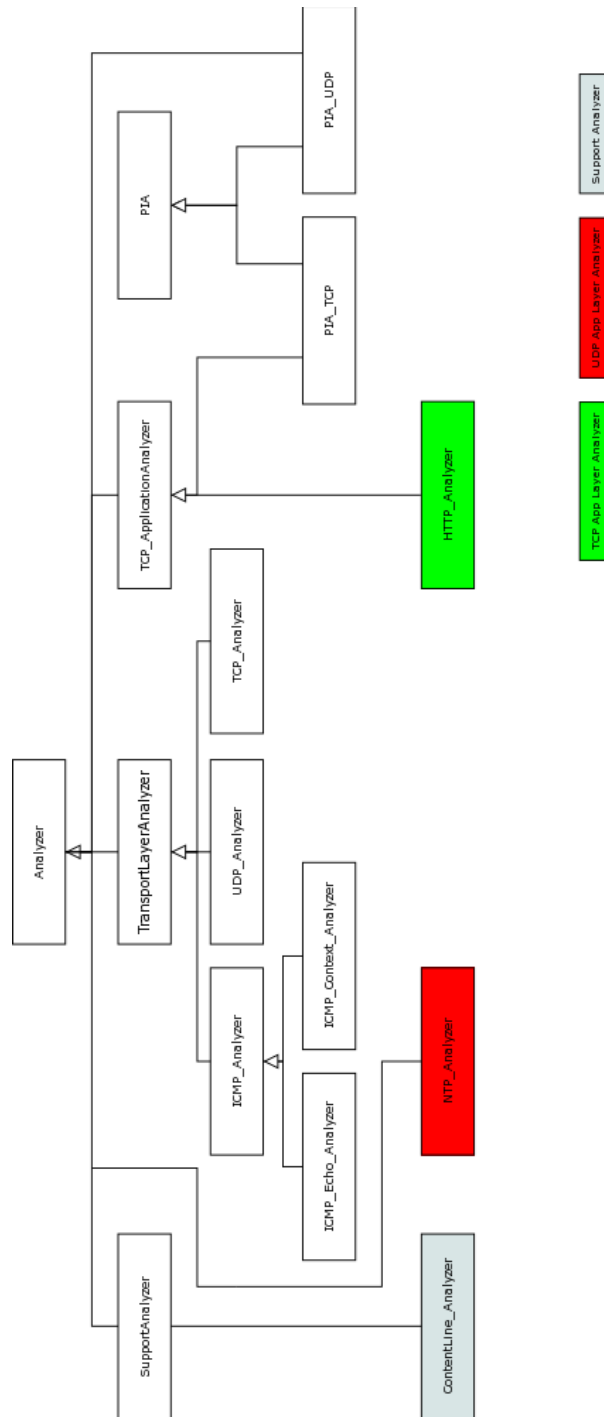 Analyzer
SupportAnalyzer
TransportLayerAnalyzer
TCP_ApplicationAnalyzer
PIA
ICMP_Analyzer
UDP_Analyzer
TCP_Analyzer
ICMP_Echo_Analyzer
ICMP_Context_Analyzer
PIA_TCP
PIA_UDP
ContentLine_Analyzer
NTP_Analyzer
HTTP_Analyzer
TCP App Layer Analyzer
UDP App Layer Analyzer
Support Analyzer